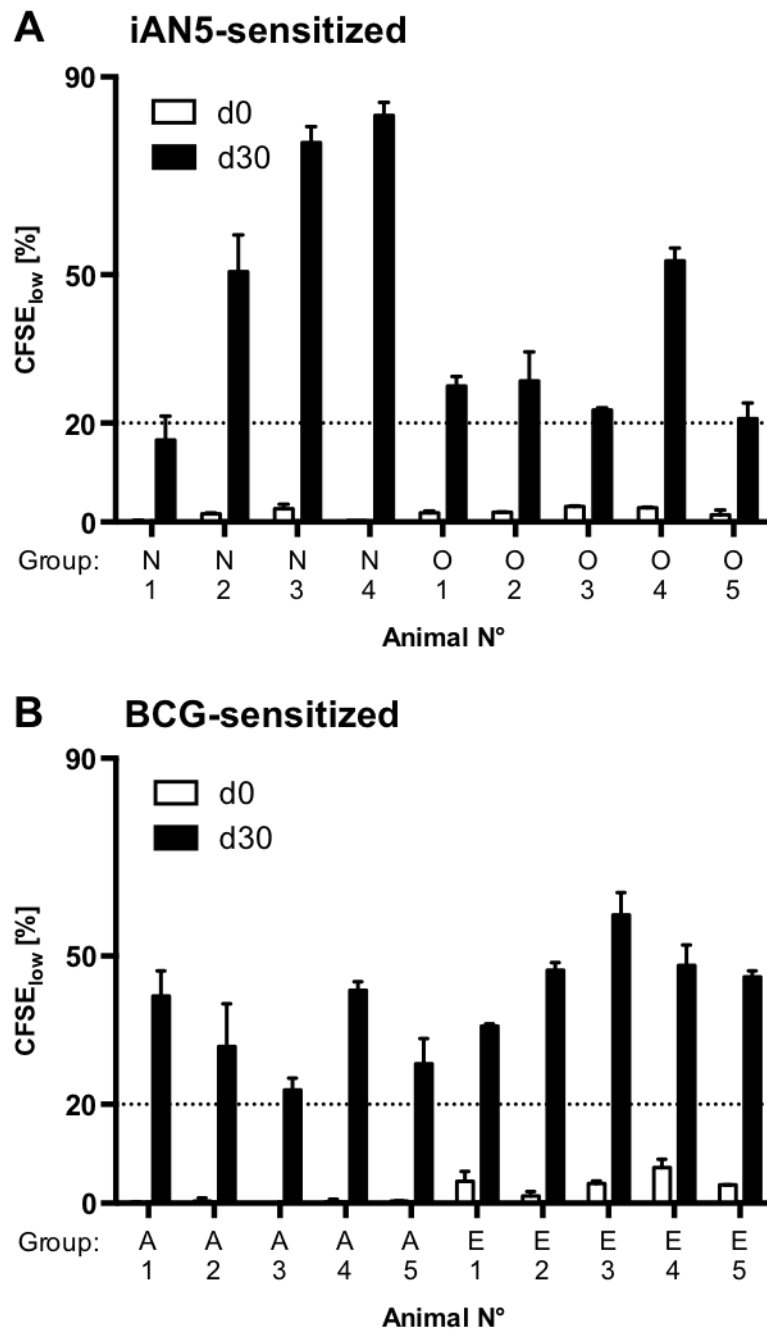 A iAN5-sensitized
90
d0
d30
CFSElow [%]
50
20
0
Group: N N N N O O O O O
1 2 3 4 1 2 3 4 5
Animal N°
B BCG-sensitized
90
d0
d30
CFSElow [%]
50
20
0
Group: A A A A A E E E E E
1 2 3 4 5 1 2 3 4 5
Animal N°